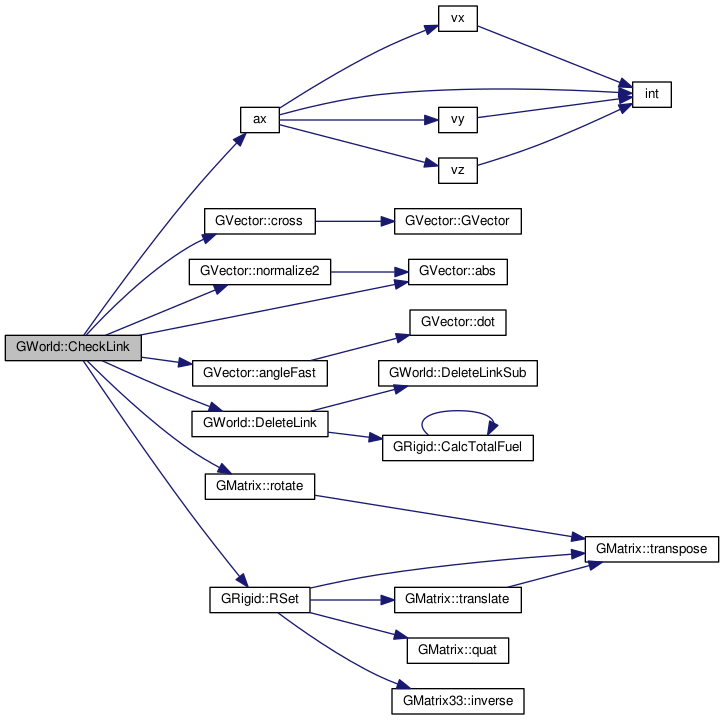 vx
int
ax
vy
vz
GVector::cross
GVector::GVector
GVector::normalize2
GVector::abs
GVector::dot
GWorld::CheckLink
GVector::angleFast
GWorld::DeleteLinkSub
GWorld::DeleteLink
GRigid::CalcTotalFuel
GMatrix::rotate
GMatrix::transpose
GRigid::RSet
GMatrix::translate
GMatrix::quat
GMatrix33::inverse